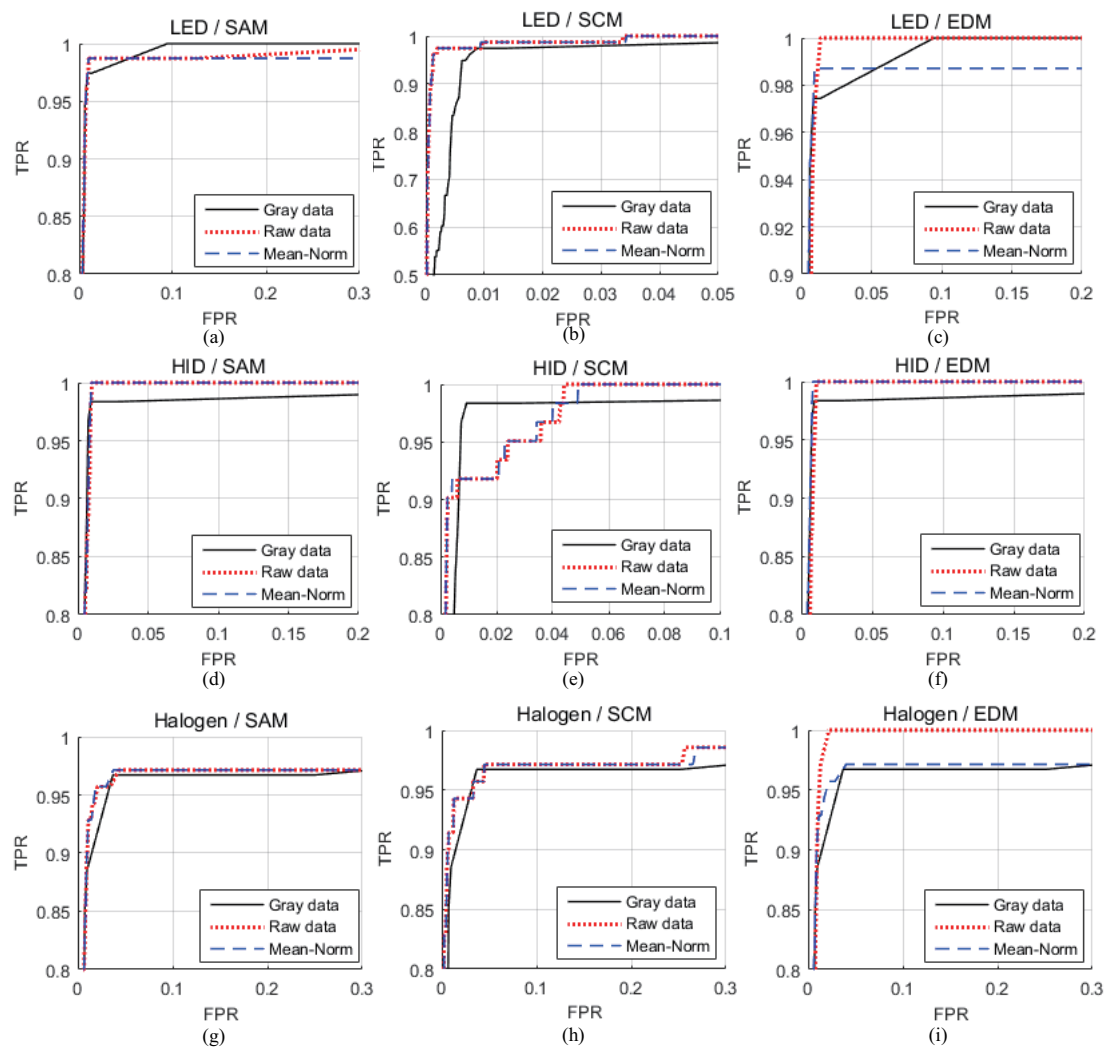 LED / SAM
1
0.95
0.9
0.85
0.8
TPR
0
0.1
0.2
0.3
FPR
Gray data
Raw data
Mean-Norm
(a)
LED / SCM
1
0.9
0.8
0.7
0.6
0.5
TPR
0
0.01
0.02
0.03
0.04
0.05
FPR
Gray data
Raw data
Mean-Norm
(b)
LED / EDM
1
0.98
0.96
0.94
0.92
0.9
TPR
0
0.05
0.1
0.15
0.2
FPR
Gray data
Raw data
Mean-Norm
(c)
HID / SAM
1
0.95
0.9
0.85
0.8
TPR
0
0.05
0.1
0.15
0.2
FPR
Gray data
Raw data
Mean-Norm
(d)
HID / SCM
1
0.95
0.9
0.85
0.8
TPR
0
0.02
0.04
0.06
0.08
0.1
FPR
Gray data
Raw data
Mean-Norm
(e)
HID / EDM
1
0.95
0.9
0.85
0.8
TPR
0
0.05
0.1
0.15
0.2
FPR
Gray data
Raw data
Mean-Norm
(f)
Halogen / SAM
1
0.95
0.9
0.85
0.8
TPR
0
0.1
0.2
0.3
FPR
Gray data
Raw data
Mean-Norm
(g)
Halogen / SCM
1
0.95
0.9
0.85
0.8
TPR
0
0.1
0.2
0.3
FPR
Gray data
Raw data
Mean-Norm
(h)
Halogen / EDM
1
0.95
0.9
0.85
0.8
TPR
0
0.1
0.2
0.3
FPR
Gray data
Raw data
Mean-Norm
(i)